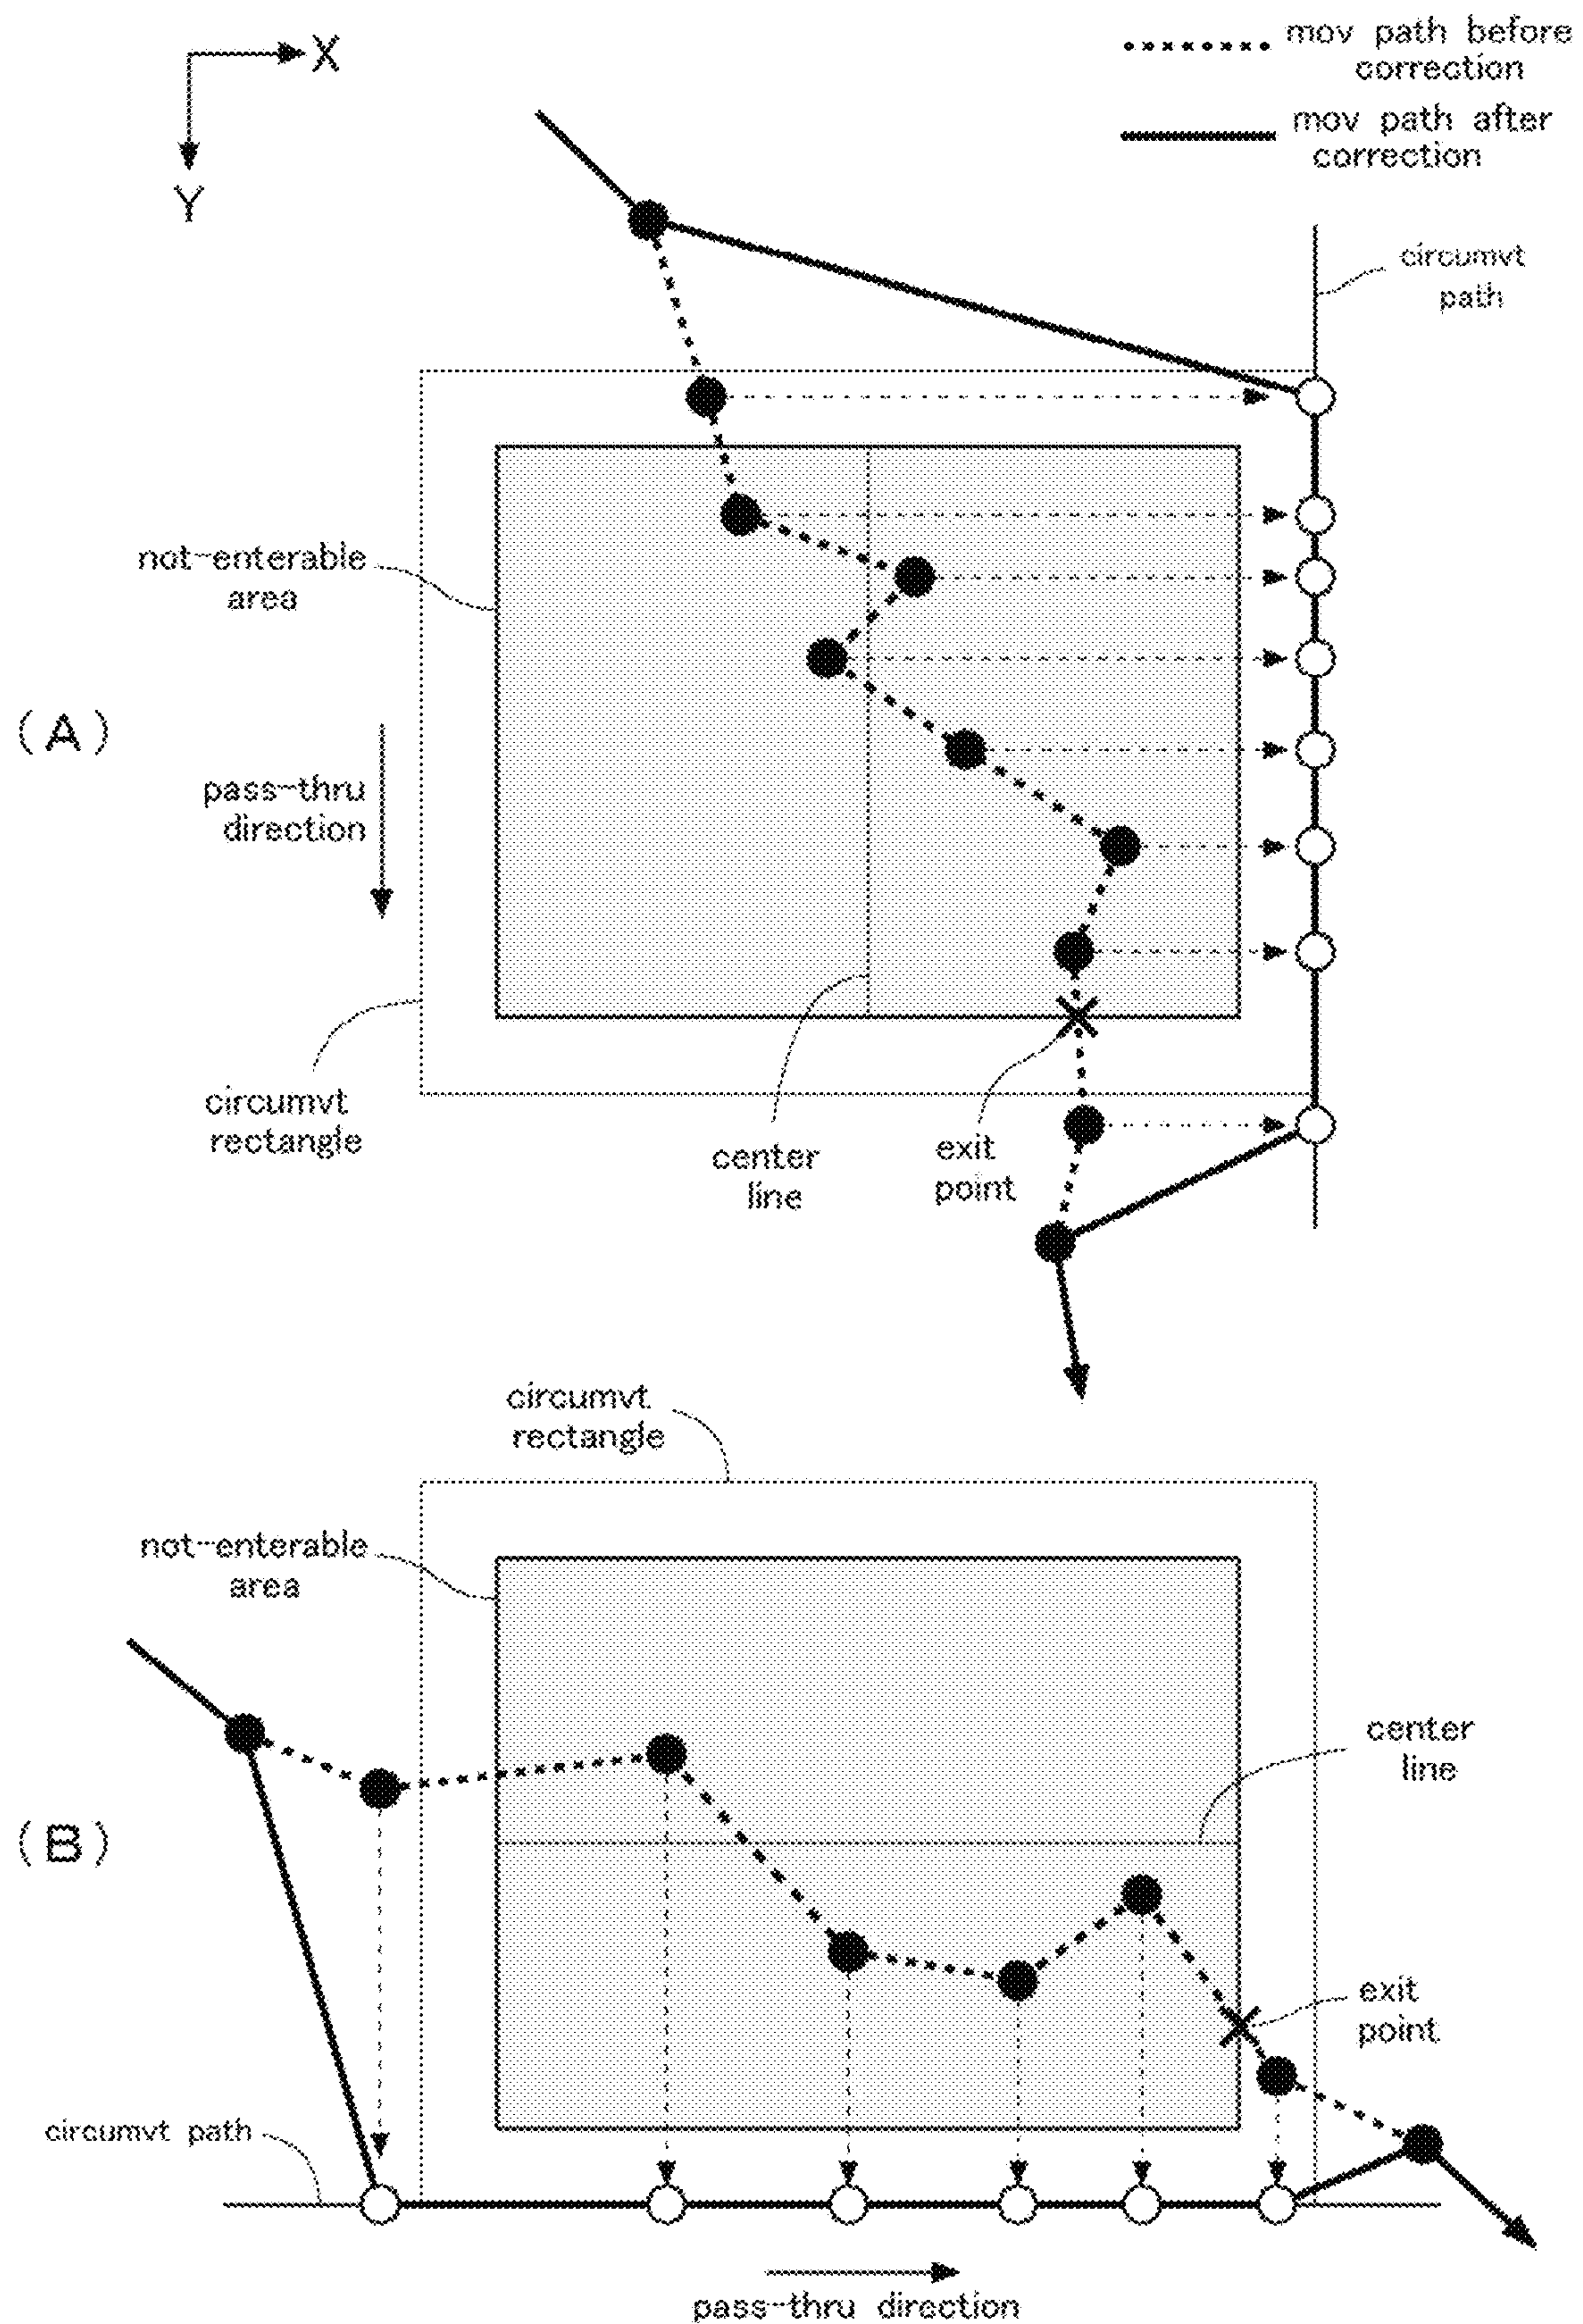 X
Y
mov path before
correction
mov path after
correction
circumvt
path
not-enterable
area
(A)
pass-thru
direction
circumvt
rectangle
center
line
exit
point
circumvt
rectangle
not-enterable
area
center
line
(B)
exit
point
circumvt path
pass-thru direction